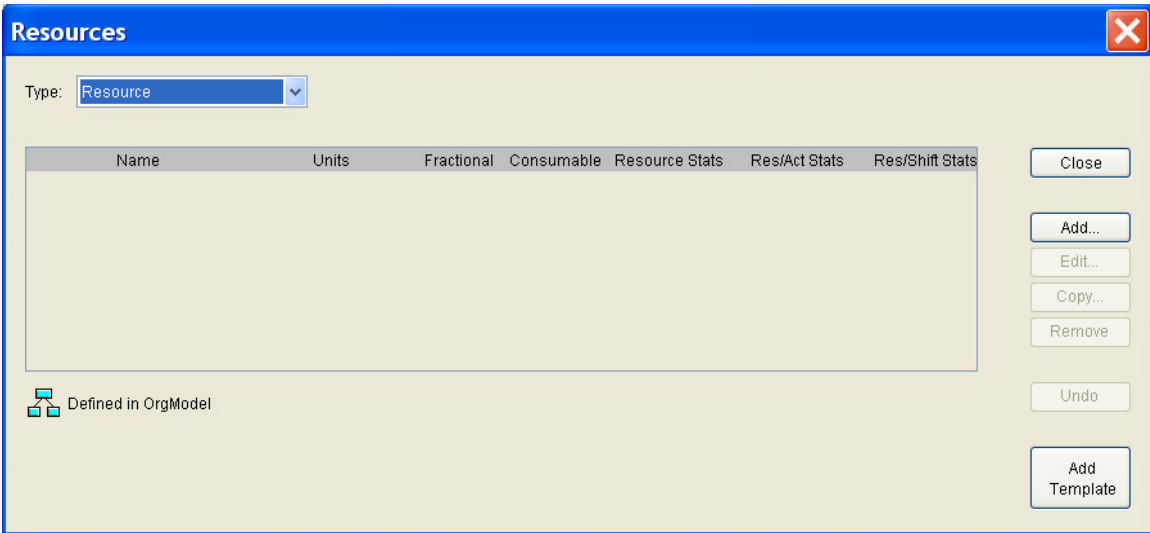 Resources
Type: Resource
Name Units Fractional Consumable Resource Stats Res/Act Stats Res/Shift Stats
Close
Add...
Edit...
Copy...
Remove
Defined in OrgModel
Undo
Add
Template